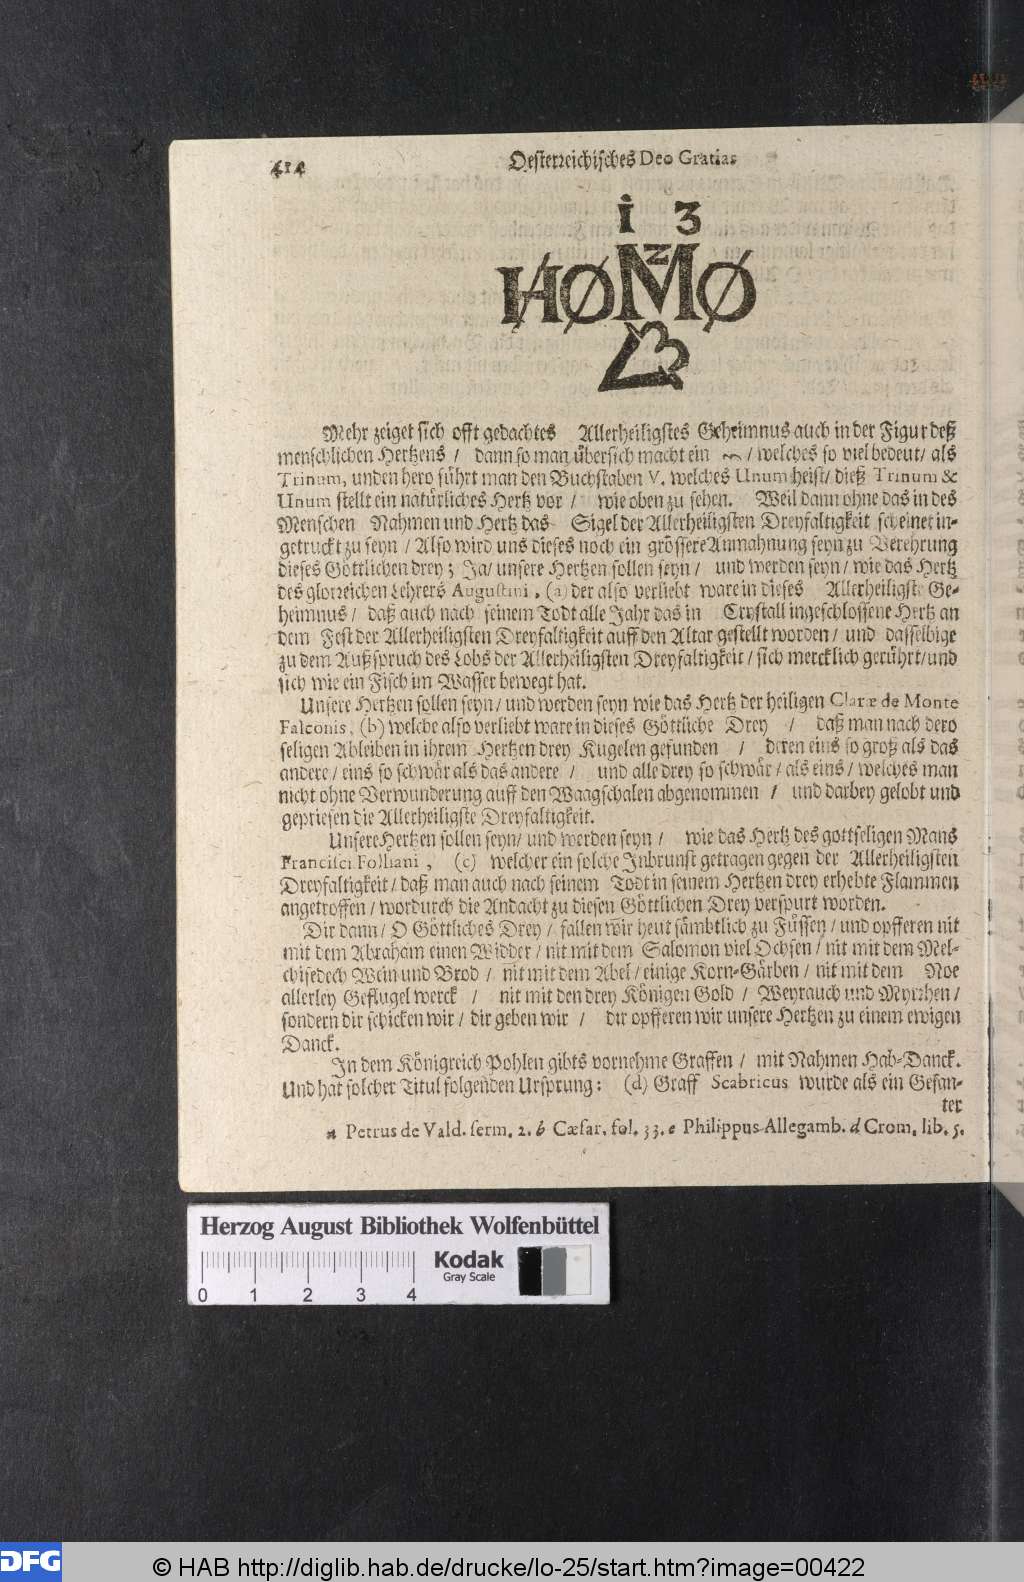 414 Oesterreichisches Deo Gratias
1 3
2
HOMO
Mehr zeiget sich offt gedachtes Allerheiligstes Geheimnus auch in der Figur deß
menschlichen Hertzens / dann so man übersich macht ein / welches so viel bedeut / als
Trinum, unden hero führt man den Buchstaben V. welches Unum heist / dieß Trinum &
Unum stellt ein natürliches Hertz vor / wie oben zu sehen. Weil dann ohne das in des
Menschen Nahmen und Hertz das Sigel der Allerheiligsten Dreyfaltigkeit scheinet in-
getruckt zu seyn / Also wird uns dieses noch ein grössere Anmahnung seyn zu Verehrung
dieses Göttlichen drey; Ja / unsere Hertzen sollen seyn / und werden seyn / wie das Hertz
des glorreichen Lehrers Augustini, (a) der also verliebt ware in dieses Allerheiligste Ge-
heimnus / daß auch nach seinem Todt alle Jahr das in Crystall ingeschlossene Hertz an
dem Fest der Allerheiligsten Dreyfaltigkeit auff den Altar gestellt worden / und dasselbige
zu dem Außspruch des Lobs der Allerheiligsten Dreyfaltigkeit / sich mercklich gerührt / und
sich wie ein Fisch im Wasser bewegt hat.
Unsere Hertzen sollen seyn / und werden seyn wie das Hertz der heiligen Claræ de Monte
Falconis, (b) welche also verliebt ware in dieses Göttliche Drey / daß man nach dero
seligen Ableiben in ihrem Hertzen drey Kugelen gefunden / deren eins so groß als das
andere / eins so schwär als das andere / und alle drey so schwär / als eins / welches man
nicht ohne Verwunderung auff den Waagschalen abgenommen / und darbey gelobt und
gepriesen die Allerheiligste Dreyfaltigkeit.
Unsere Hertzen sollen seyn / und werden seyn / wie das Hertz des gottseligen Mans
Francisci Folliani, (c) welcher ein solche Inbrunst getragen gegen der Allerheiligsten
Dreyfaltigkeit / daß man auch nach seinem Todt in seinem Hertzen drey erhebte Flammen
angetroffen / wordurch die Andacht zu diesen Göttlichen Drey verspurt worden.
Dir dann / O Göttliches Drey / fallen wir heut sämbtlich zu Füssen / und opfferen nit
mit dem Abraham einen Widder / nit mit dem Salomon viel Ochsen / nit mit dem Mel-
chisedech Wein und Brod / nit mit dem Abel / einige Korn-Gärben / nit mit dem Noe
allerley Geflugel werck / nit mit den drey Königen Gold / Weyrauch und Myrrhen /
sondern dir schicken wir / dir geben wir / dir opfferen wir unsere Hertzen zu einem ewigen
Danck.
In dem Königreich Pohlen gibts vornehme Graffen / mit Nahmen Hab-Danck.
Und hat solcher Titul folgenden Ursprung: (d) Graff Scabricus wurde als ein Gesan-
ter
a Petrus de Vald. serm. 2. b Cæsar. fol. 33. c Philippus Allegamb. d Crom. lib. 5.
Herzog August Bibliothek Wolfenbüttel
Kodak
Gray Scale
0 1 2 3 4
DFG © HAB http://diglib.hab.de/drucke/lo-25/start.htm?image=00422